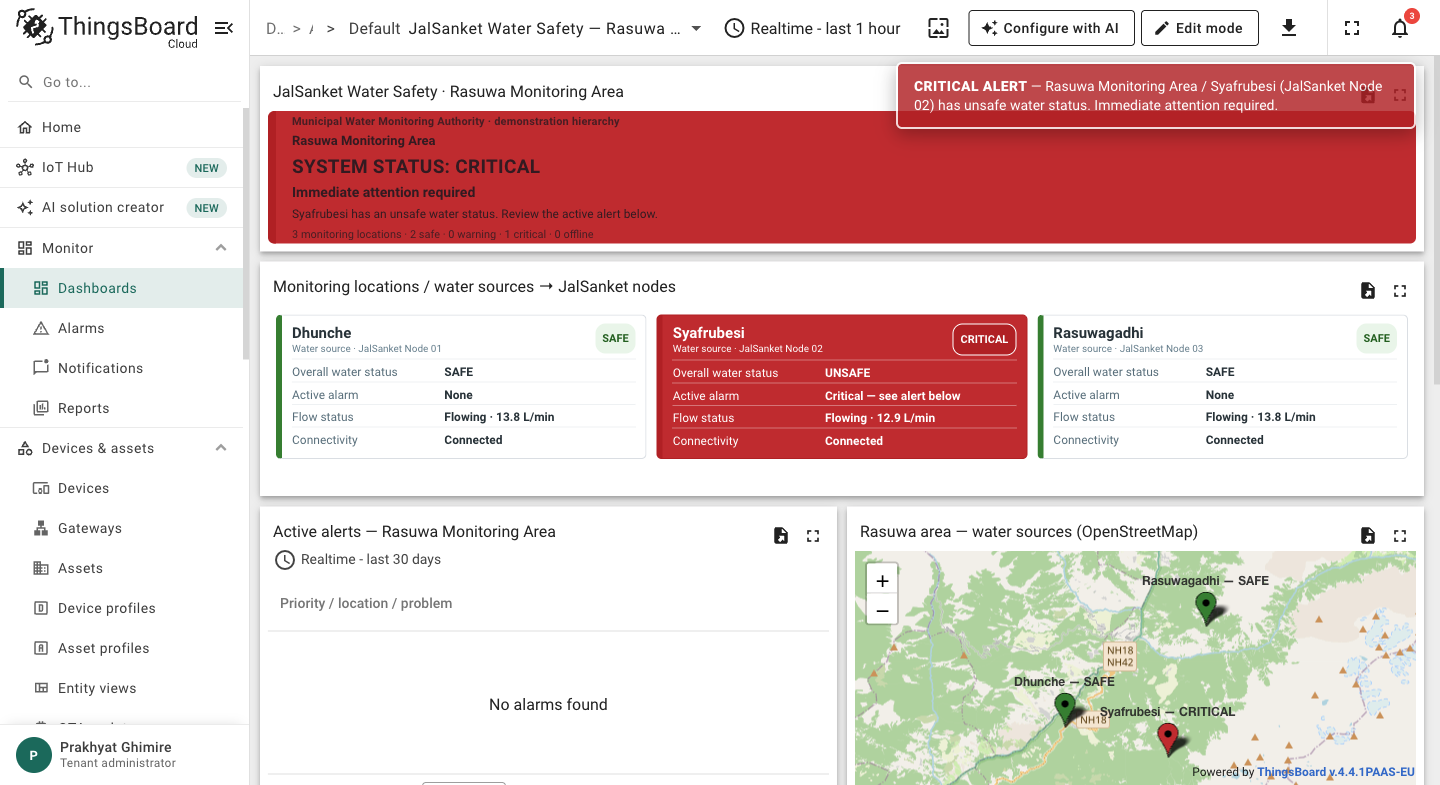 ThingsBoard
Cloud
D.. > > Default JalSanket Water Safety — Rasuwa ...
Realtime - last 1 hour
Configure with AI
Edit mode
3
Go to...
Home
IoT Hub NEW
AI solution creator NEW
Monitor
Dashboards
Alarms
Notifications
Reports
Devices & assets
Devices
Gateways
Assets
Device profiles
Asset profiles
Entity views
P
Prakhyat Ghimire
Tenant administrator
CRITICAL ALERT — Rasuwa Monitoring Area / Syafrubesi (JalSanket Node
02) has unsafe water status. Immediate attention required.
JalSanket Water Safety · Rasuwa Monitoring Area
Municipal Water Monitoring Authority · demonstration hierarchy
Rasuwa Monitoring Area
SYSTEM STATUS: CRITICAL
Immediate attention required
Syafrubesi has an unsafe water status. Review the active alert below.
3 monitoring locations · 2 safe · 0 warning · 1 critical · 0 offline
Monitoring locations / water sources → JalSanket nodes
Dhunche
SAFE
Water source · JalSanket Node 01
Overall water status SAFE
Active alarm None
Flow status Flowing · 13.8 L/min
Connectivity Connected
Syafrubesi
CRITICAL
Water source · JalSanket Node 02
Overall water status UNSAFE
Active alarm Critical — see alert below
Flow status Flowing · 12.9 L/min
Connectivity Connected
Rasuwagadhi
SAFE
Water source · JalSanket Node 03
Overall water status SAFE
Active alarm None
Flow status Flowing · 13.8 L/min
Connectivity Connected
Active alerts — Rasuwa Monitoring Area
Realtime - last 30 days
Priority / location / problem
No alarms found
Rasuwa area — water sources (OpenStreetMap)
+
−
Rasuwagadhi — SAFE
NH18
NH42
Dhunche — SAFE
Syafrubesi — CRITICAL
NH18
Powered by ThingsBoard v.4.4.1PAAS-EU